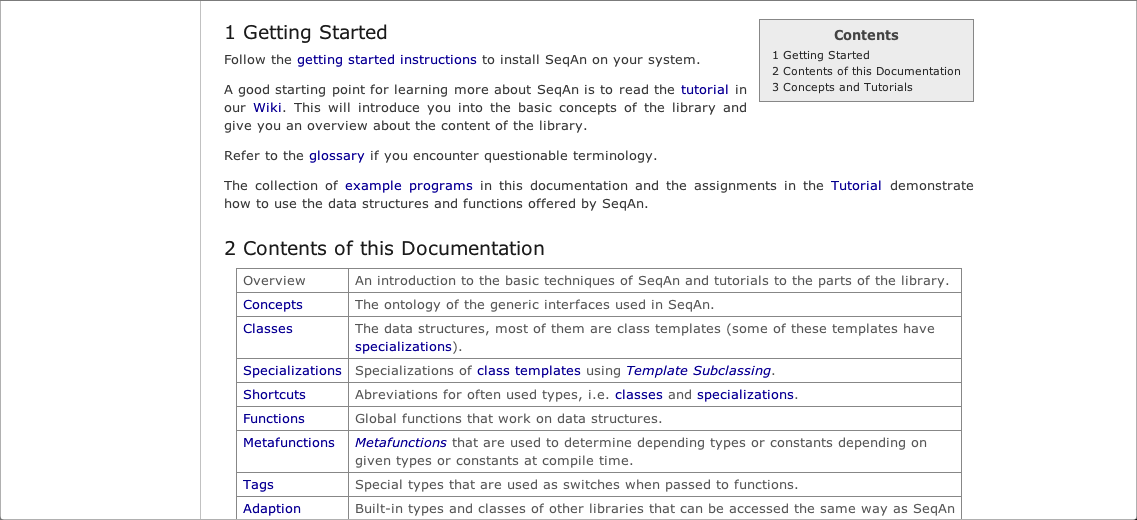 1 Getting Started
Contents
1 Getting Started
2 Contents of this Documentation
3 Concepts and Tutorials
Follow the getting started instructions to install SeqAn on your system.
A good starting point for learning more about SeqAn is to read the tutorial in
our Wiki. This will introduce you into the basic concepts of the library and
give you an overview about the content of the library.
Refer to the glossary if you encounter questionable terminology.
The collection of example programs in this documentation and the assignments in the Tutorial demonstrate
how to use the data structures and functions offered by SeqAn.
2 Contents of this Documentation
Overview An introduction to the basic techniques of SeqAn and tutorials to the parts of the library.
Concepts The ontology of the generic interfaces used in SeqAn.
Classes The data structures, most of them are class templates (some of these templates have
specializations).
Specializations Specializations of class templates using Template Subclassing.
Shortcuts Abreviations for often used types, i.e. classes and specializations.
Functions Global functions that work on data structures.
Metafunctions Metafunctions that are used to determine depending types or constants depending on
given types or constants at compile time.
Tags Special types that are used as switches when passed to functions.
Adaption Built-in types and classes of other libraries that can be accessed the same way as SeqAn